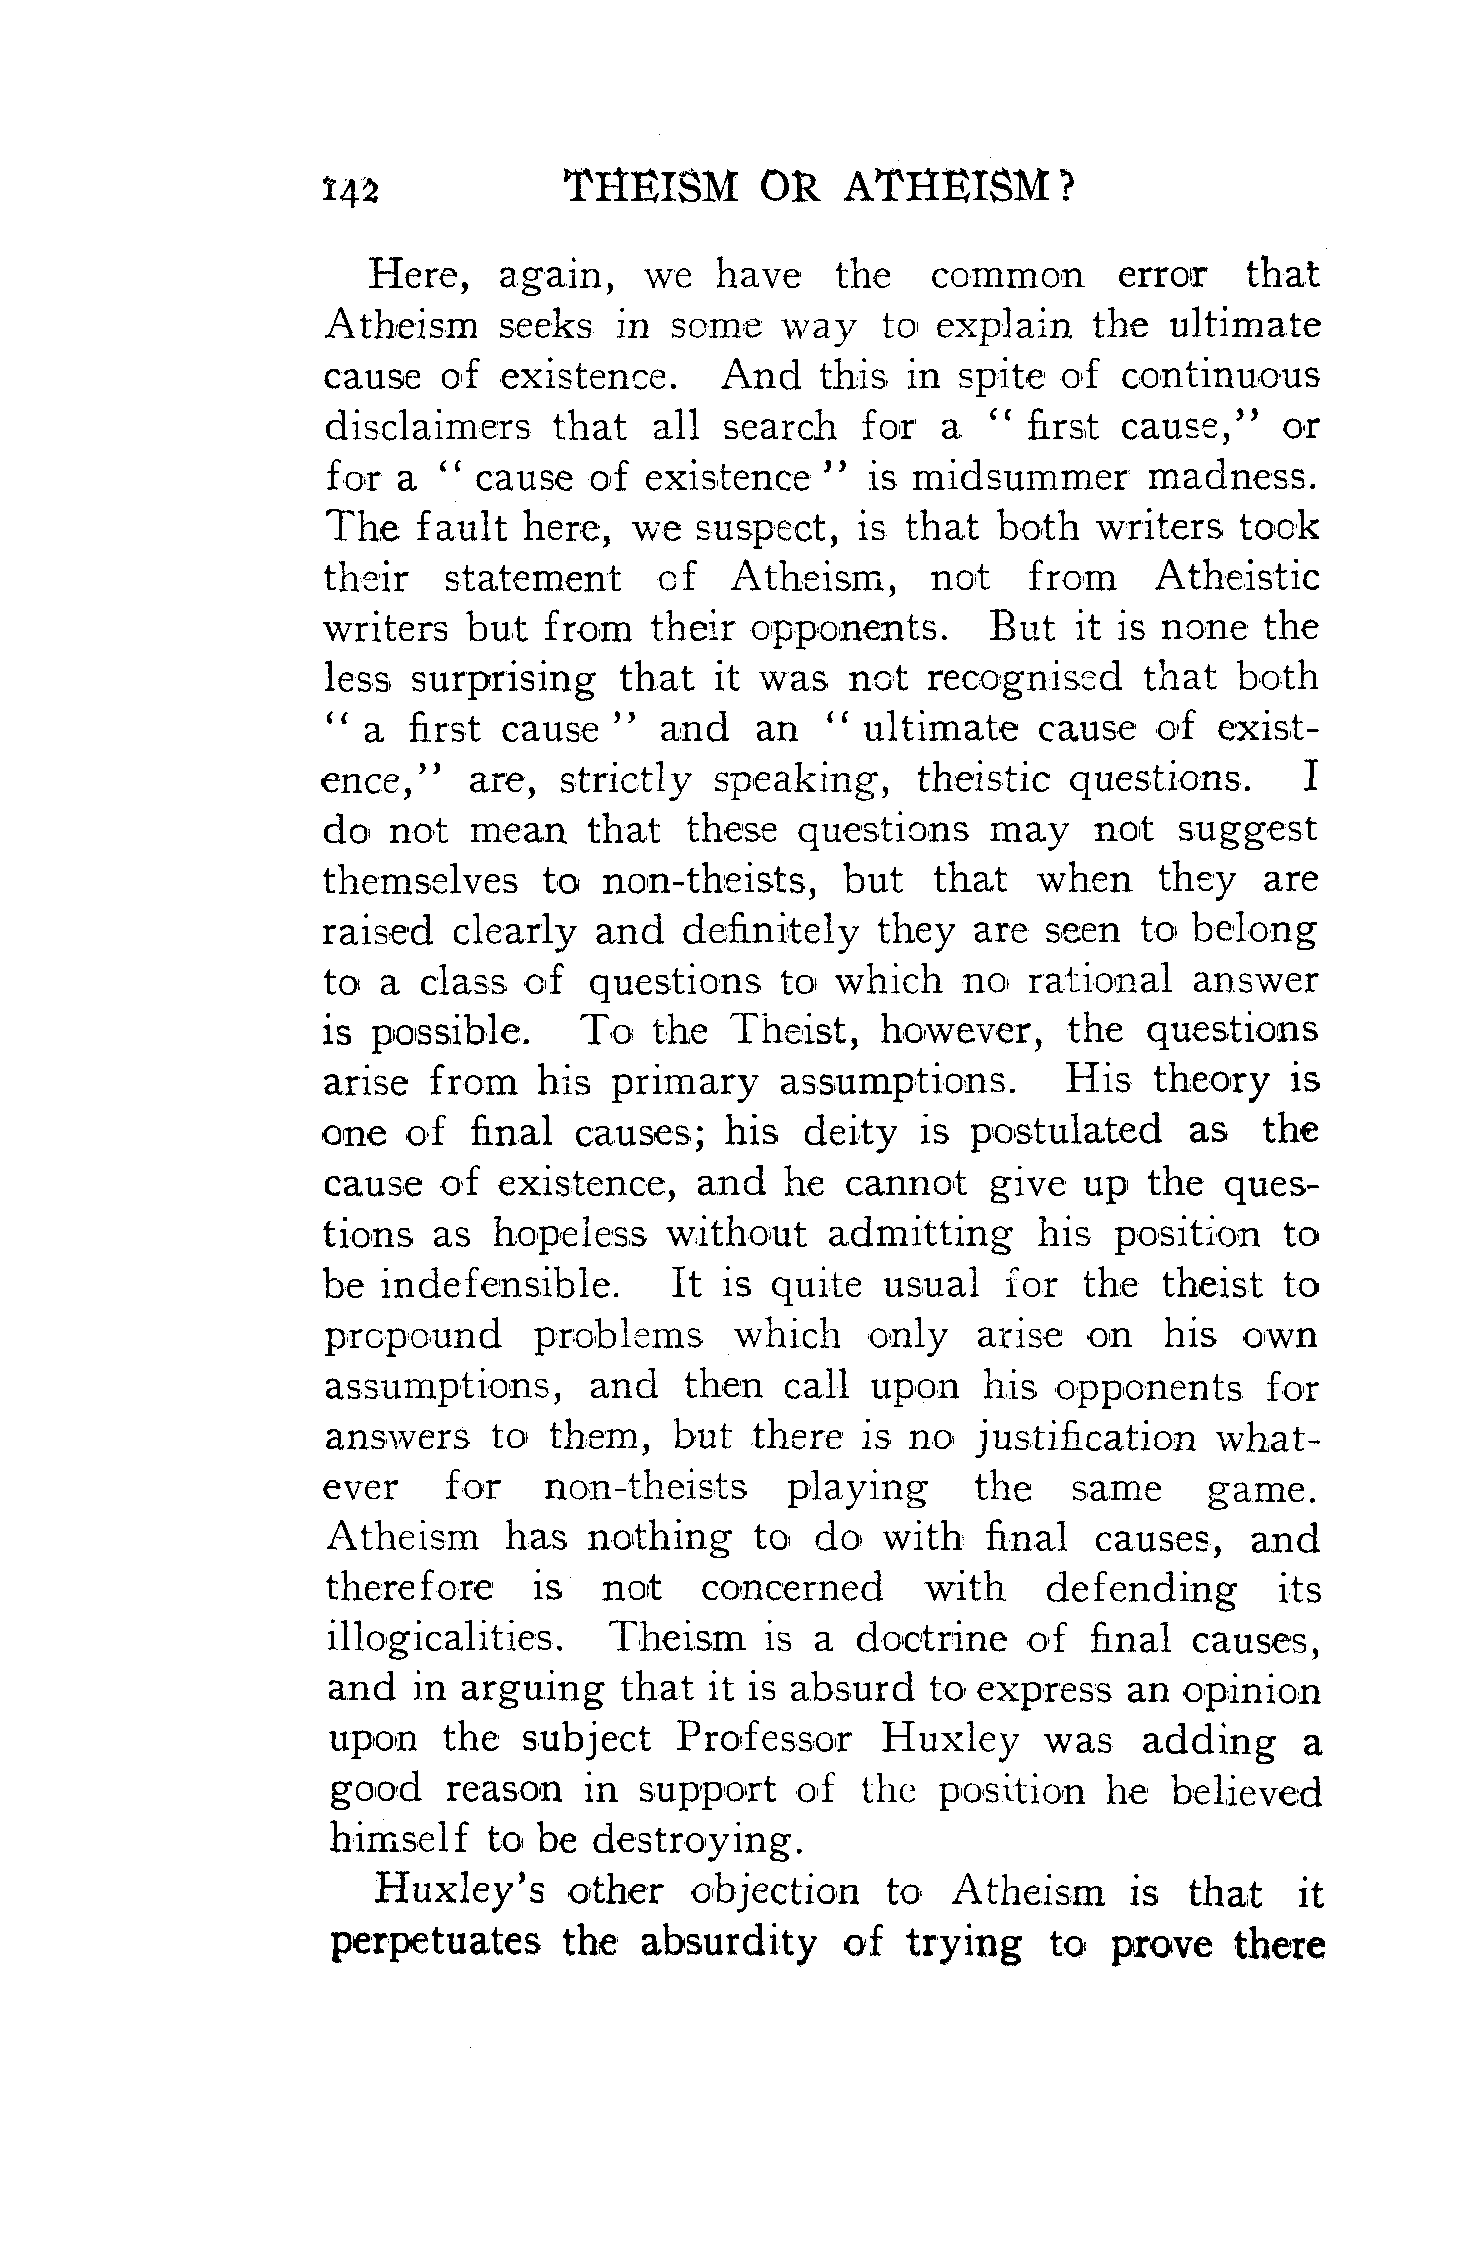 142 THEISM OR ATHEISM?
Here, again, we have the common error that
Atheism seeks in some way to explain the ultimate
cause of existence. And this in spite of continuous
disclaimers that all search for a " first cause," or
for a " cause of existence " is midsummer madness.
The fault here, we suspect, is that both writers took
their statement of Atheism, not from Atheistic
writers but from their opponents. But it is none the
less surprising that it was not recognised that both
" a first cause " and an " ultimate cause of exist-
ence," are, strictly speaking, theistic questions. I
do not mean that these questions may not suggest
themselves to non-theists, but that when they are
raised clearly and definitely they are seen to belong
to a class of questions to which no rational answer
is possible. To the Theist, however, the questions
arise from his primary assumptions. His theory is
one of final causes; his deity is postulated as the
cause of existence, and he cannot give up the ques-
tions as hopeless without admitting his position to
be indefensible. It is quite usual for the theist to
propound problems which only arise on his own
assumptions, and then call upon his opponents for
answers to them, but there is no justification what-
ever for non-theists playing the same game.
Atheism has nothing to do with final causes, and
therefore is not concerned with defending its
illogicalities. Theism is a doctrine of final causes,
and in arguing that it is absurd to express an opinion
upon the subject Professor Huxley was adding a
good reason in support of the position he believed
himself to be destroying.
Huxley's other objection to Atheism is that it
perpetuates the absurdity of trying to prove there